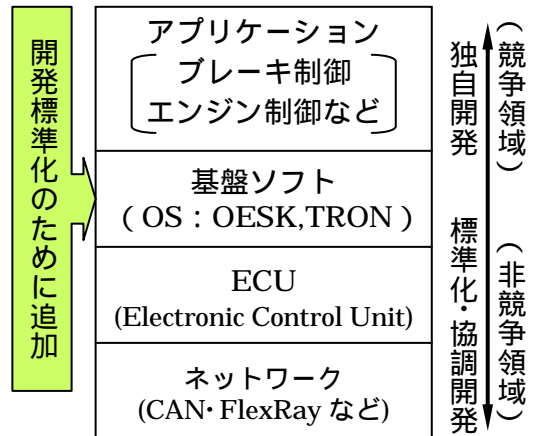 開発標準化のために追加
アプリケーション
ブレーキ制御
エンジン制御など
基盤ソフト
( OS : OESK,TRON )
ECU
(Electronic Control Unit)
ネットワーク
(CAN・FlexRay など)
独自開発
(競争領域)
標準化・協調開発
(非競争領域)